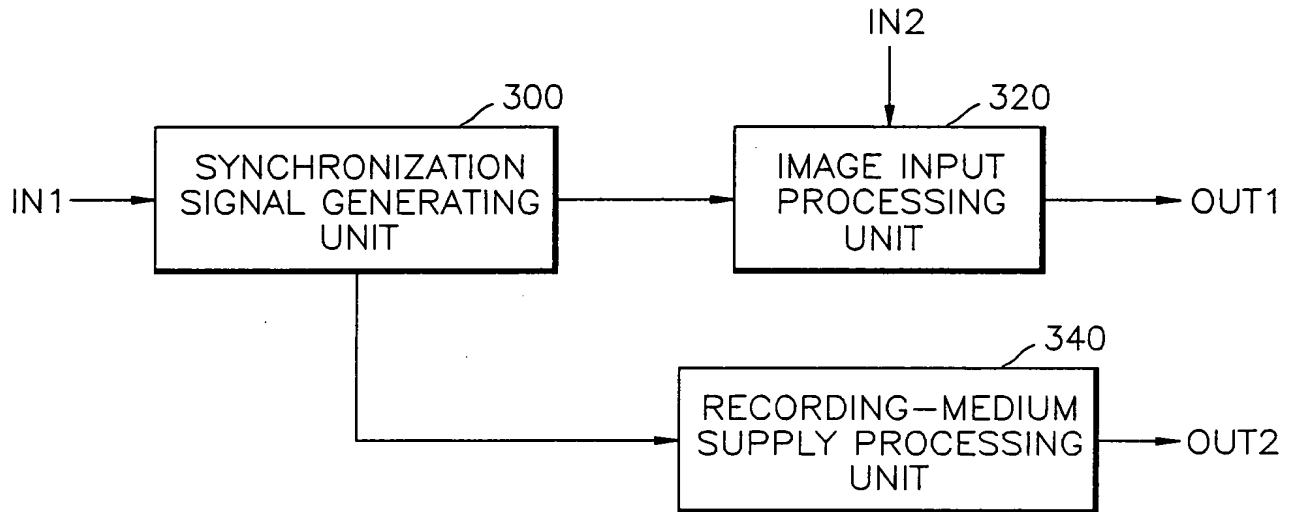 IN2
300
320
SYNCHRONIZATION
SIGNAL GENERATING
UNIT
IMAGE INPUT
PROCESSING
UNIT
IN1
OUT1
340
RECORDING-MEDIUM
SUPPLY PROCESSING
UNIT
OUT2